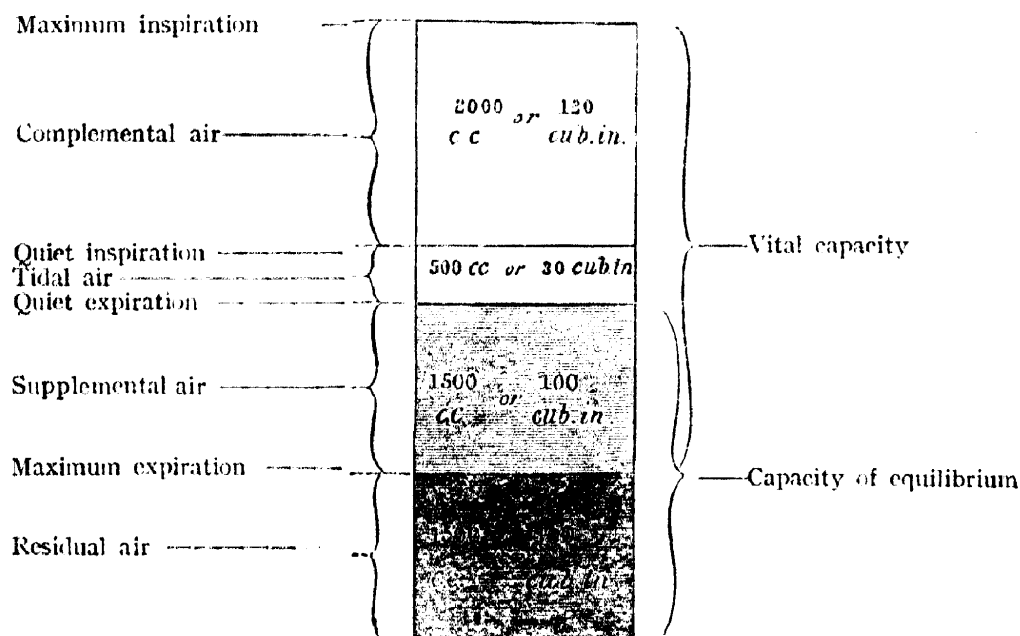 Maximum inspiration
2000 or 120
cc cub.in.
Complemental air
Quiet inspiration
Vital capacity
500 cc or 30 cub in
Tidal air
Quiet expiration
Supplemental air
1500 or 100
cc cub.in
Maximum expiration
Capacity of equilibrium
Residual air
cub in